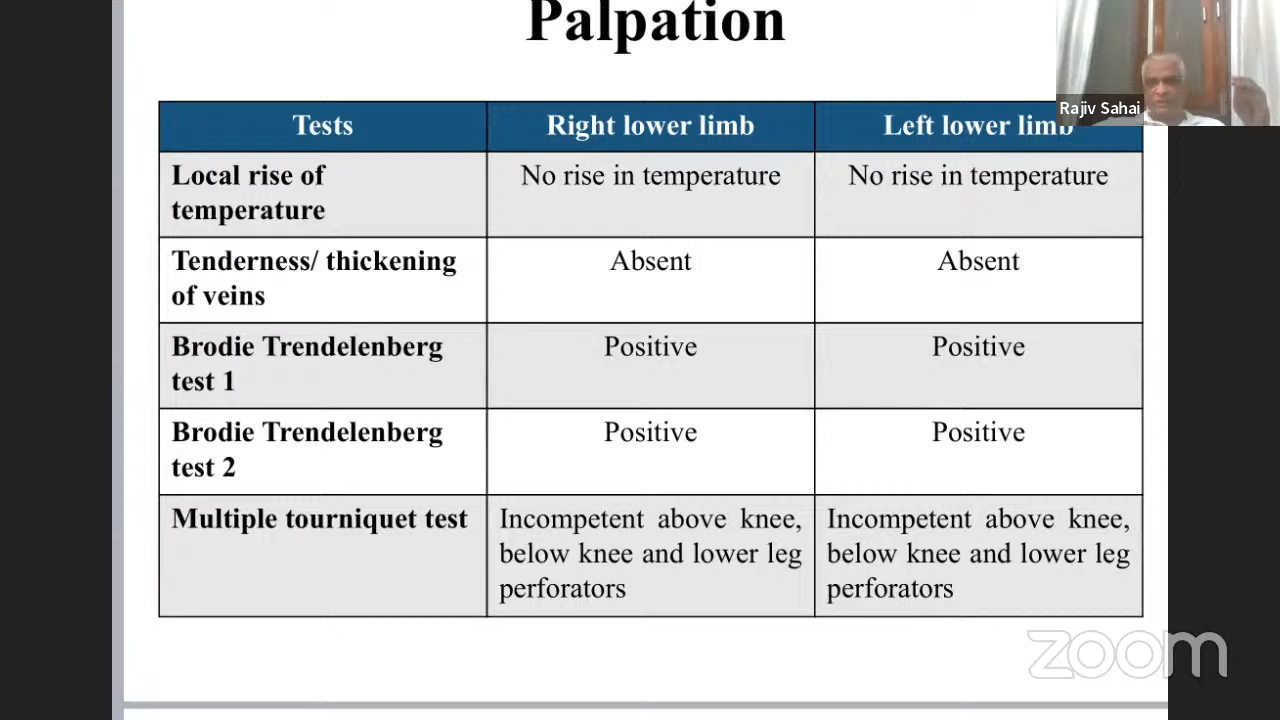 Palpation
Rajiv Sahai
Tests
Right lower limb
Left lower limb
Local rise of
temperature
No rise in temperature
No rise in temperature
Tenderness/ thickening
of veins
Absent
Absent
Brodie Trendelenberg
test 1
Positive
Positive
Brodie Trendelenberg
test 2
Positive
Positive
Multiple tourniquet test
Incompetent above knee,
below knee and lower leg
perforators
Incompetent above knee,
below knee and lower leg
perforators
zoom